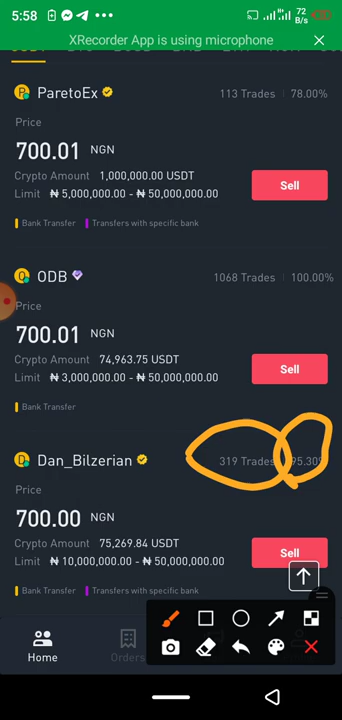 5:58
72
B/s
XRecorder App is using microphone
ParetoEx 113 Trades 78.00%
Price
700.01 NGN
Crypto Amount 1,000,000.00 USDT
Sell
Limit ₦ 5,000,000.00 - ₦ 50,000,000.00
Bank Transfer Transfers with specific bank
ODB 1068 Trades 100.00%
Price
700.01 NGN
Crypto Amount 74,963.75 USDT
Sell
Limit ₦ 3,000,000.00 - ₦ 50,000,000.00
Bank Transfer
Dan_Bilzerian 319 Trades 95.30%
Price
700.00 NGN
Crypto Amount 75,269.84 USDT
Sell
Limit ₦ 10,000,000.00 - ₦ 50,000,000.00
Bank Transfer Transfers with specific bank
Home Orders